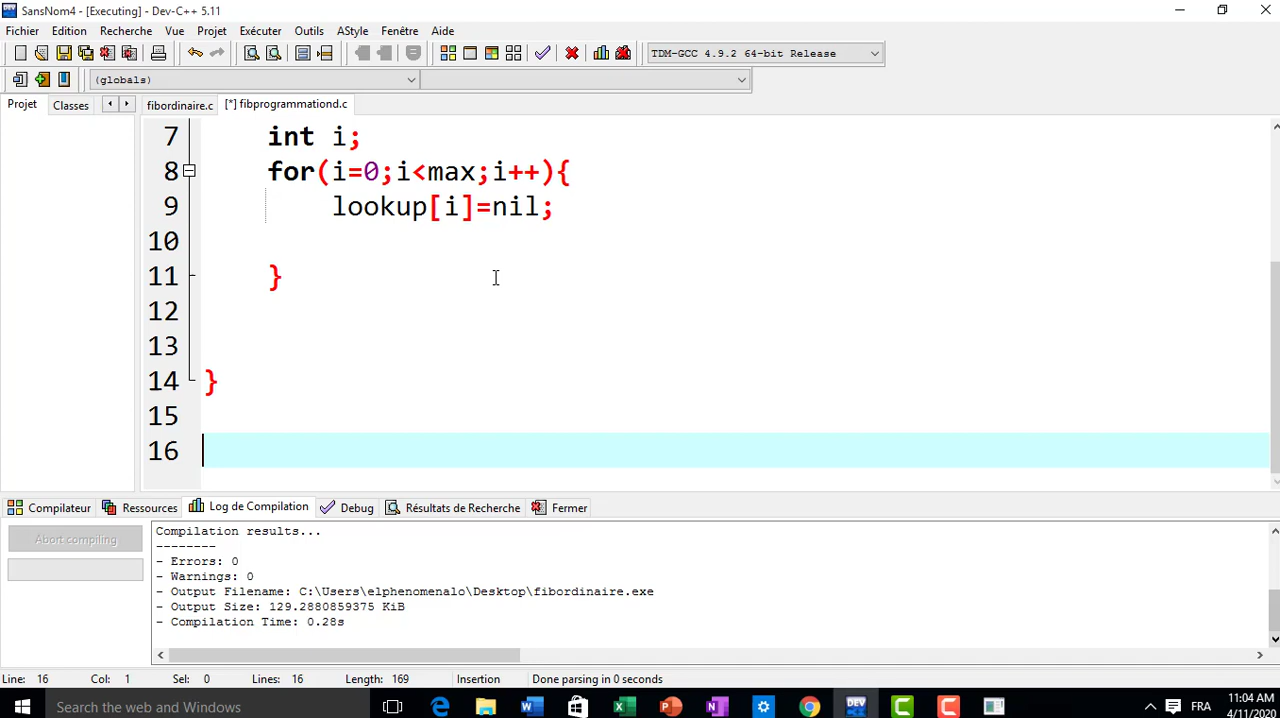 SansNom4 - [Executing] - Dev-C++ 5.11
Fichier Edition Recherche Vue Projet Exécuter Outils AStyle Fenêtre Aide
TDM-GCC 4.9.2 64-bit Release
(globals)
Projet Classes fibordinaire.c [*] fibprogrammationd.c
7 int i;
8 for(i=0;i<max;i++){
9 lookup[i]=nil;
10
11 }
12
13
14 }
15
16
Compilateur Ressources Log de Compilation Debug Résultats de Recherche Fermer
Abort compiling
Compilation results...
--------
- Errors: 0
- Warnings: 0
- Output Filename: C:\Users\elphenomenalo\Desktop\fibordinaire.exe
- Output Size: 129.2880859375 KiB
- Compilation Time: 0.28s
Line: 16 Col: 1 Sel: 0 Lines: 16 Length: 169 Insertion Done parsing in 0 seconds
Search the web and Windows
FRA
11:04 AM
4/11/2020